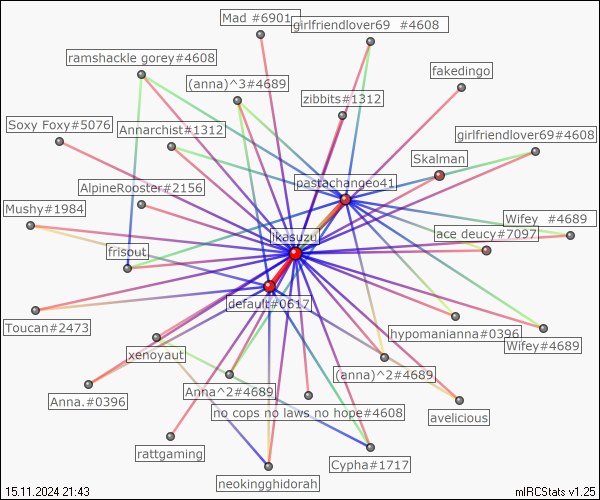 Mad #6901
girlfriendlover69 #4608
ramshackle gorey#4608
fakedingo
(anna)^3#4689
zibbits#1312
Soxy Foxy#5076
Annarchist#1312
girlfriendlover69#4608
Skalman
pastachangeo41
AlpineRooster#2156
Mushy#1984
Wifey #4689
ace deucy#7097
jikasuzu
frisout
default#0617
Toucan#2473
hypomanianna#0396
Wifey#4689
xenoyaut
(anna)^2#4689
Anna^2#4689
Anna.#0396
no cops no laws no hope#4608
avelicious
rattgaming
Cypha#1717
neokingghidorah
15.11.2024 21:43
mIRCStats v1.25